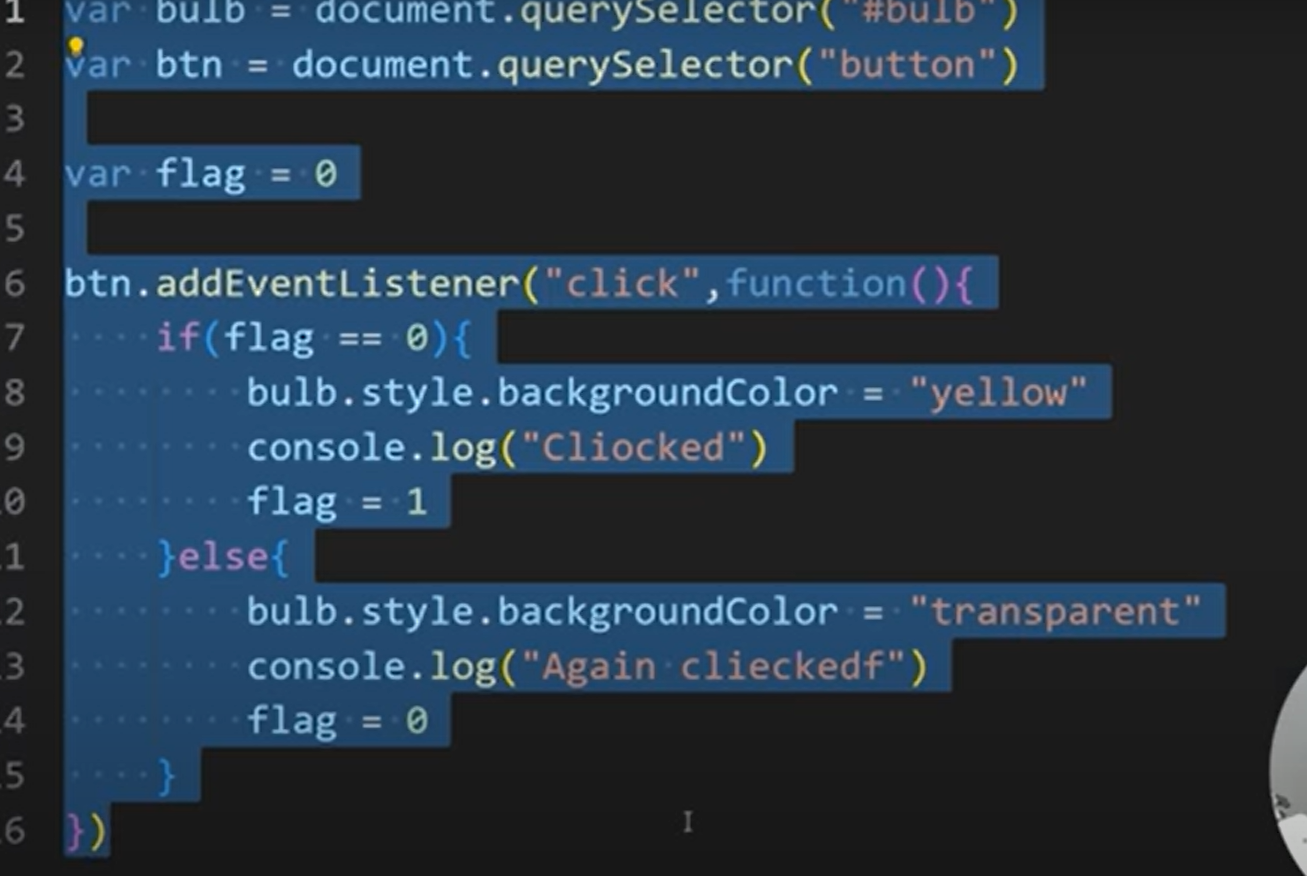 1 var bulb = document.querySelector("#bulb")
2 var btn = document.querySelector("button")
3
4 var flag = 0
5
6 btn.addEventListener("click",function(){
7     if(flag == 0){
8         bulb.style.backgroundColor = "yellow"
9         console.log("Cliocked")
0         flag = 1
1     }else{
2         bulb.style.backgroundColor = "transparent"
3         console.log("Again clieckedf")
4         flag = 0
5     }
6 })